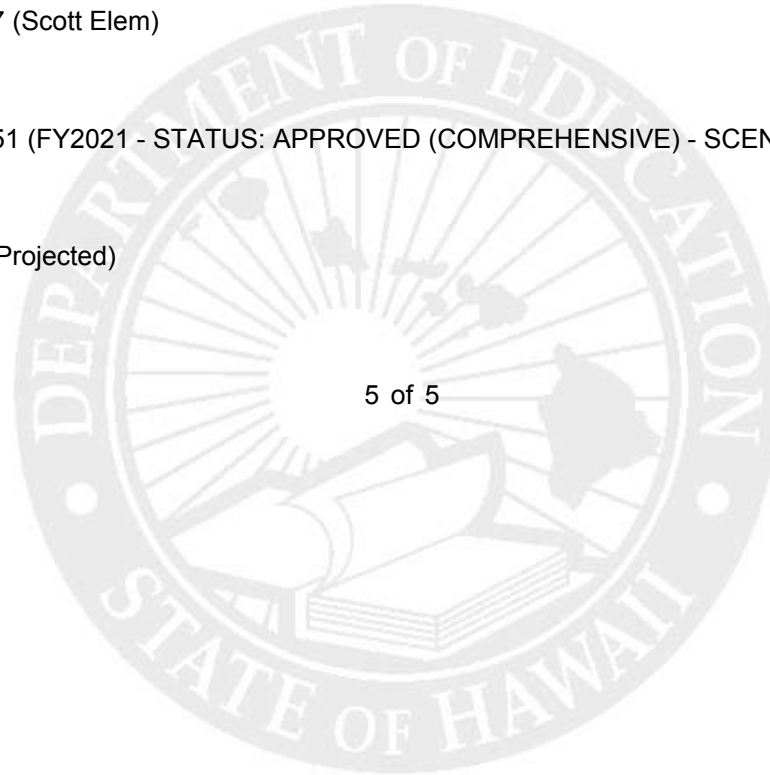 7 (Scott Elem)
51 (FY2021 - STATUS: APPROVED (COMPREHENSIVE) - SCEN
Projected)
5 of 5
DEPARTMENT OF EDUCATION
STATE OF HAWAII